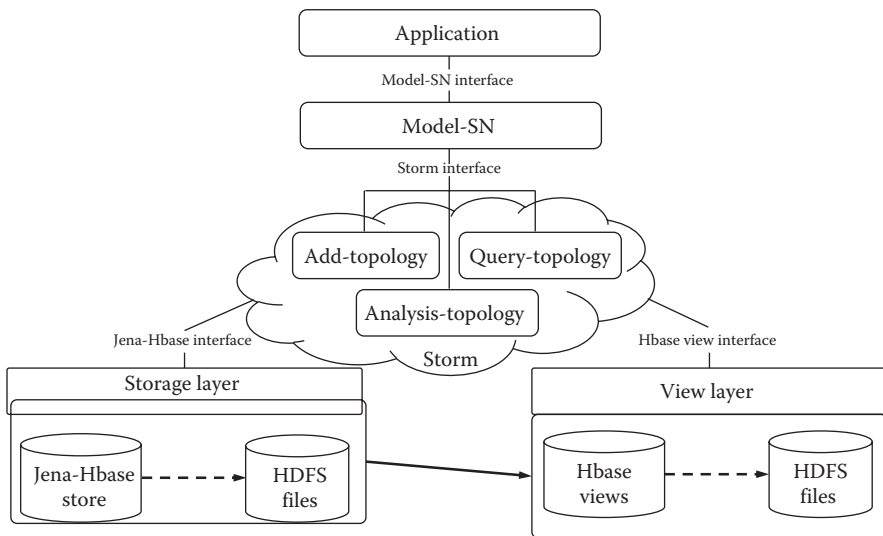 Application
Model-SN interface
Model-SN
Storm interface
Add-topology
Query-topology
Analysis-topology
Storm
Jena-Hbase interface
Hbase view interface
Storage layer
View layer
Jena-Hbase
store
HDFS
files
Hbase
views
HDFS
files